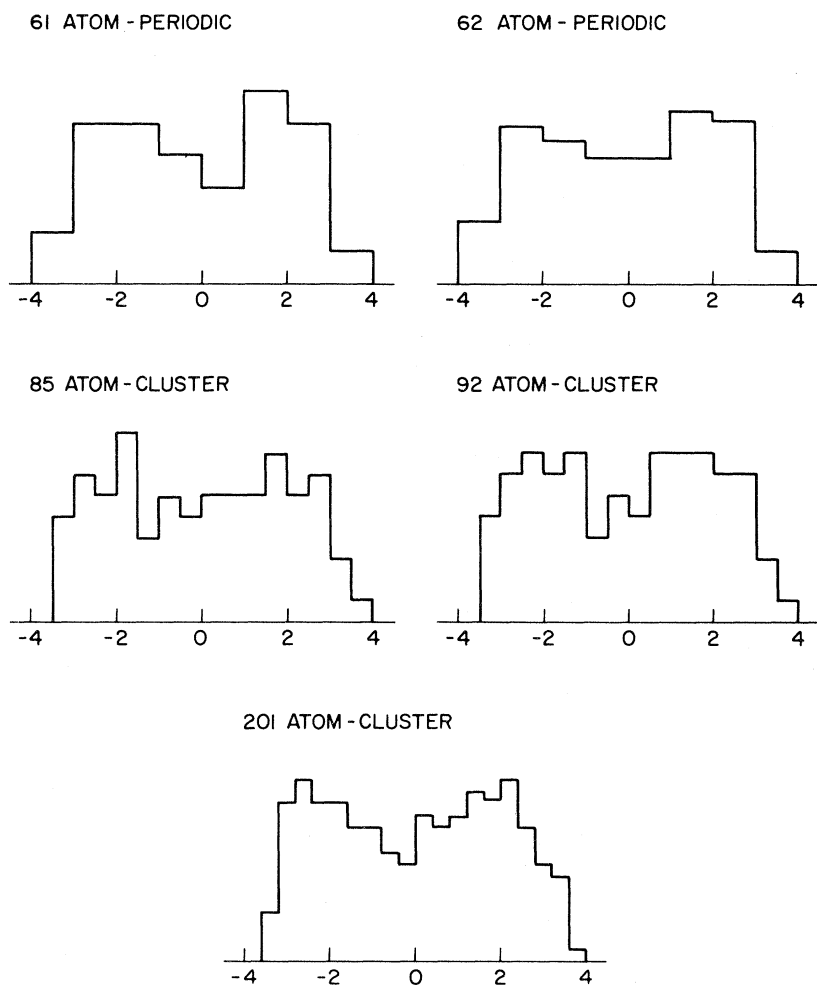 61 ATOM - PERIODIC
62 ATOM - PERIODIC
-4 -2 0 2 4
-4 -2 0 2 4
85 ATOM - CLUSTER
92 ATOM - CLUSTER
-4 -2 0 2 4
-4 -2 0 2 4
201 ATOM - CLUSTER
-4 -2 0 2 4